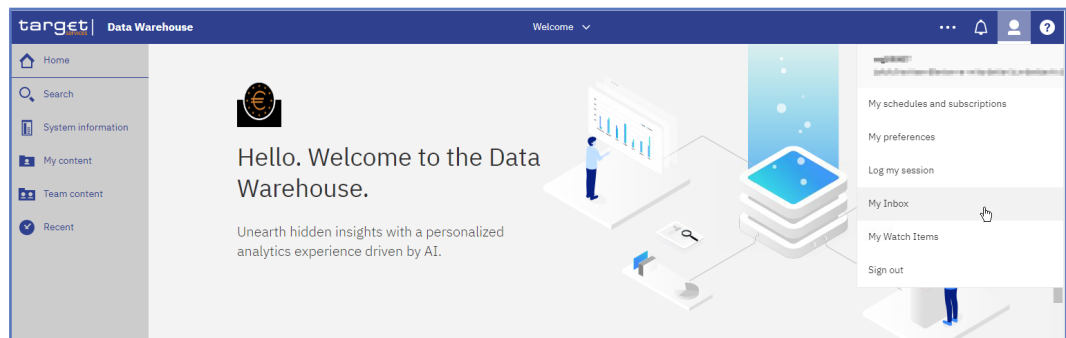 target services | Data Warehouse
Welcome
?
Home
Search
System information
My content
Team content
Recent
€
Hello. Welcome to the Data
Warehouse.
Unearth hidden insights with a personalized
analytics experience driven by AI.
My schedules and subscriptions
My preferences
Log my session
My Inbox
My Watch Items
Sign out